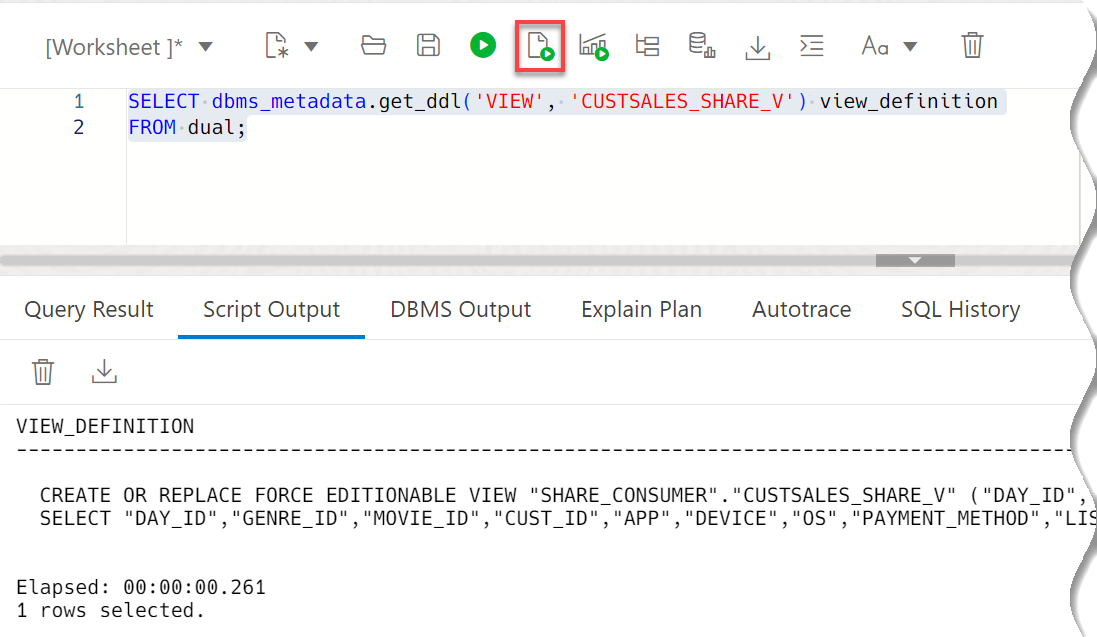 [Worksheet ]*
Aa
1 SELECT dbms_metadata.get_ddl('VIEW', 'CUSTSALES_SHARE_V') view_definition
2 FROM dual;
Query Result Script Output DBMS Output Explain Plan Autotrace SQL History
VIEW_DEFINITION
--------------------------------------------------------------------------------
CREATE OR REPLACE FORCE EDITIONABLE VIEW "SHARE_CONSUMER"."CUSTSALES_SHARE_V" ("DAY_ID",
SELECT "DAY_ID","GENRE_ID","MOVIE_ID","CUST_ID","APP","DEVICE","OS","PAYMENT_METHOD","LIS
Elapsed: 00:00:00.261
1 rows selected.